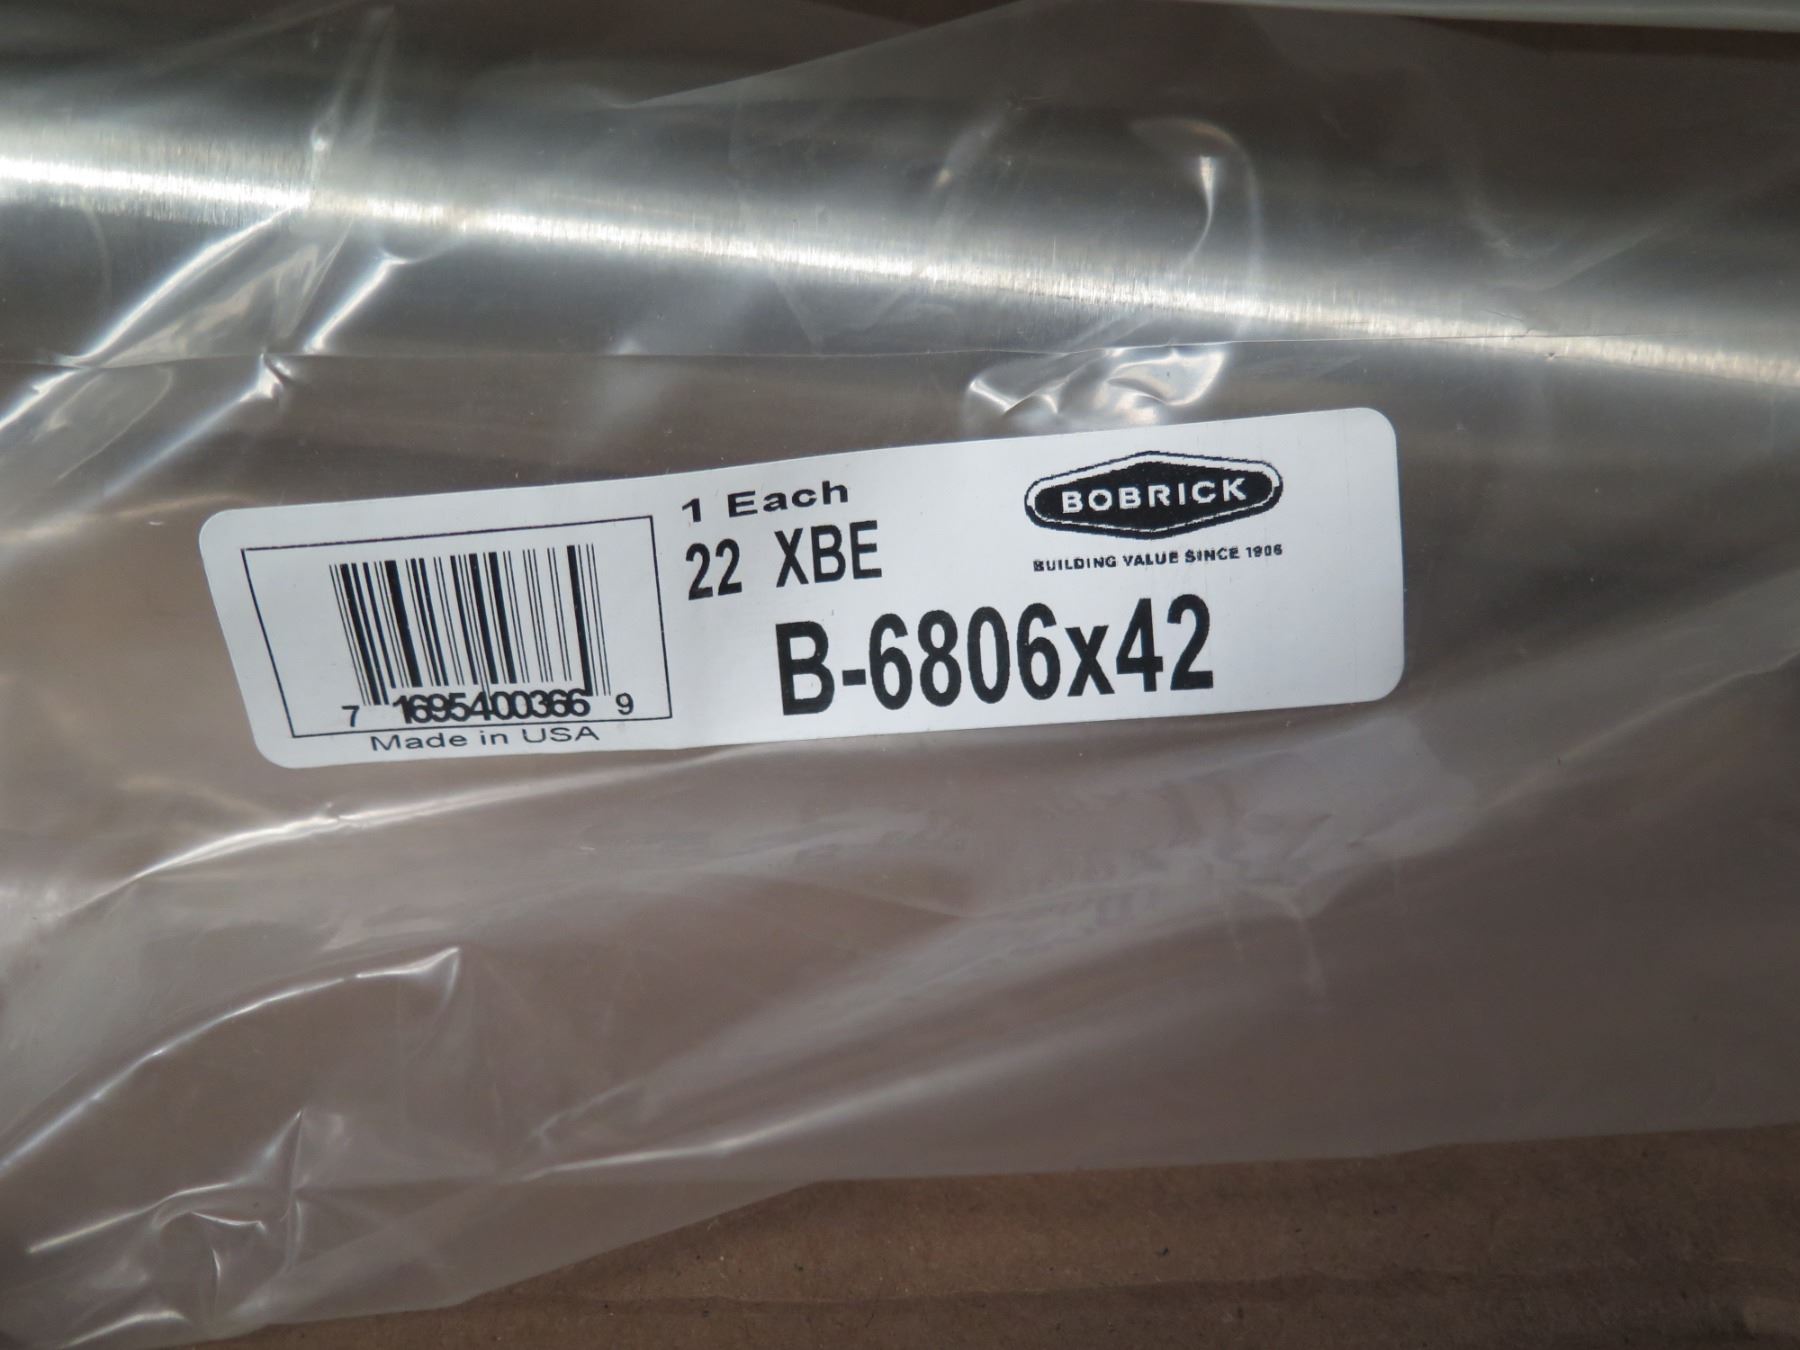 1 Each
22 XBE
BOBRICK
BUILDING VALUE SINCE 1906
B-6806x42
7 1695400366 9
Made in USA